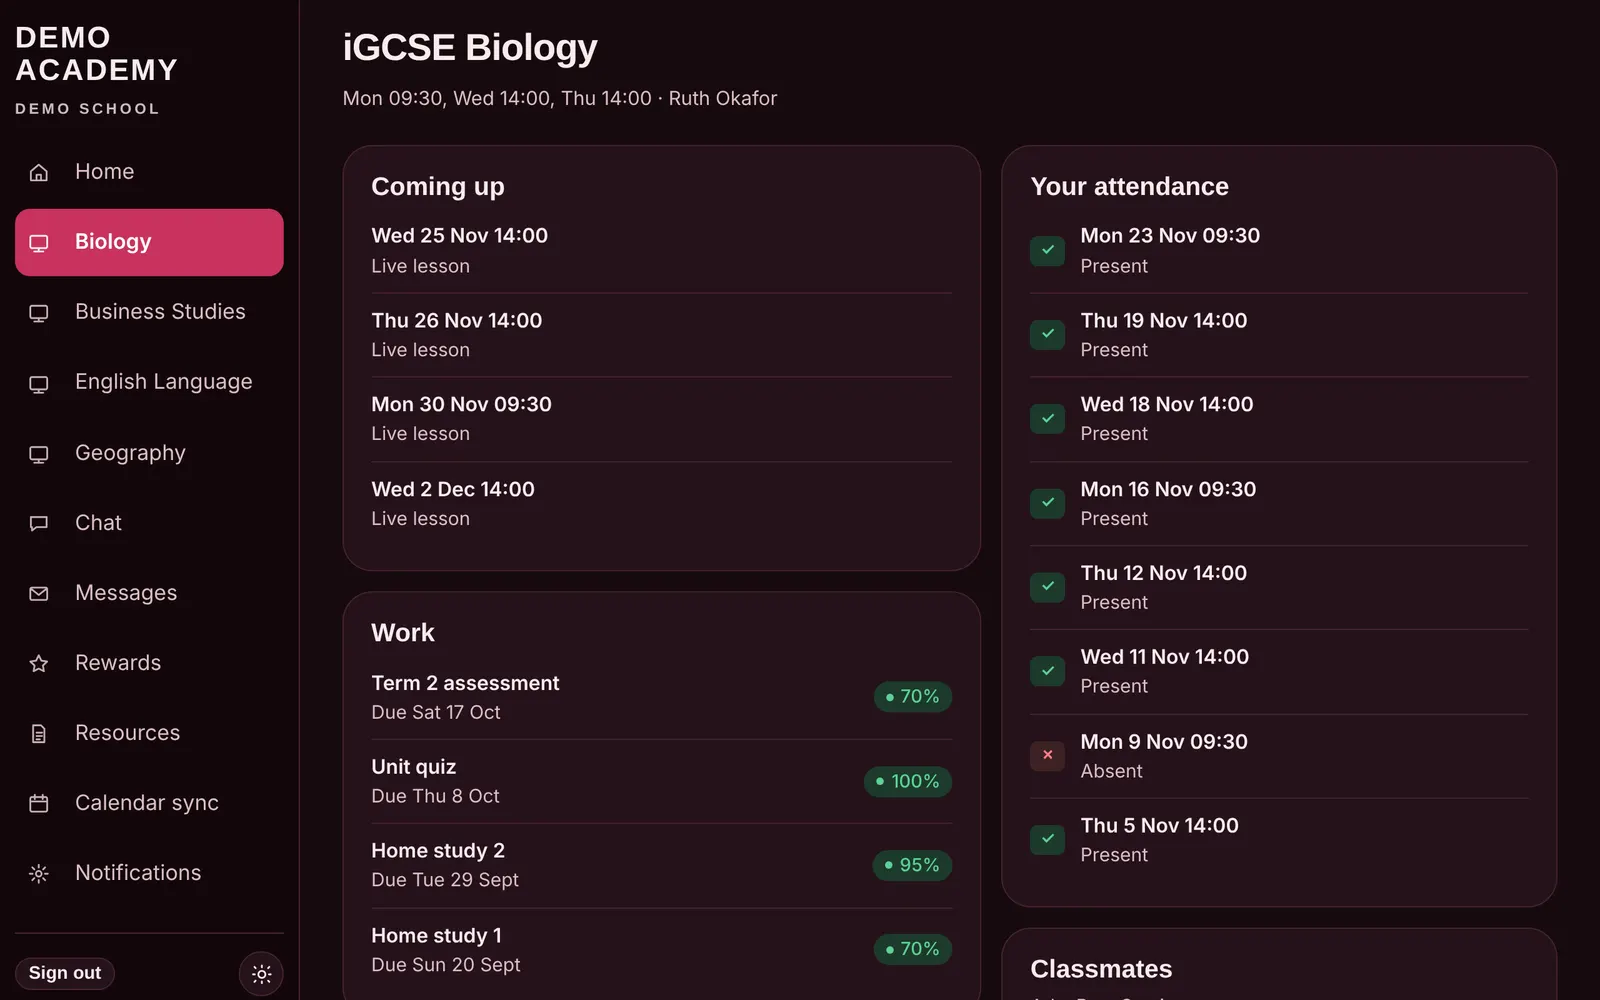 DEMO
ACADEMY
DEMO SCHOOL
Home
Biology
Business Studies
English Language
Geography
Chat
Messages
Rewards
Resources
Calendar sync
Notifications
Sign out
iGCSE Biology
Mon 09:30, Wed 14:00, Thu 14:00 · Ruth Okafor
Coming up
Wed 25 Nov 14:00
Live lesson
Thu 26 Nov 14:00
Live lesson
Mon 30 Nov 09:30
Live lesson
Wed 2 Dec 14:00
Live lesson
Work
Term 2 assessment
Due Sat 17 Oct
70%
Unit quiz
Due Thu 8 Oct
100%
Home study 2
Due Tue 29 Sept
95%
Home study 1
Due Sun 20 Sept
70%
Your attendance
Mon 23 Nov 09:30
Present
Thu 19 Nov 14:00
Present
Wed 18 Nov 14:00
Present
Mon 16 Nov 09:30
Present
Thu 12 Nov 14:00
Present
Wed 11 Nov 14:00
Present
Mon 9 Nov 09:30
Absent
Thu 5 Nov 14:00
Present
Classmates